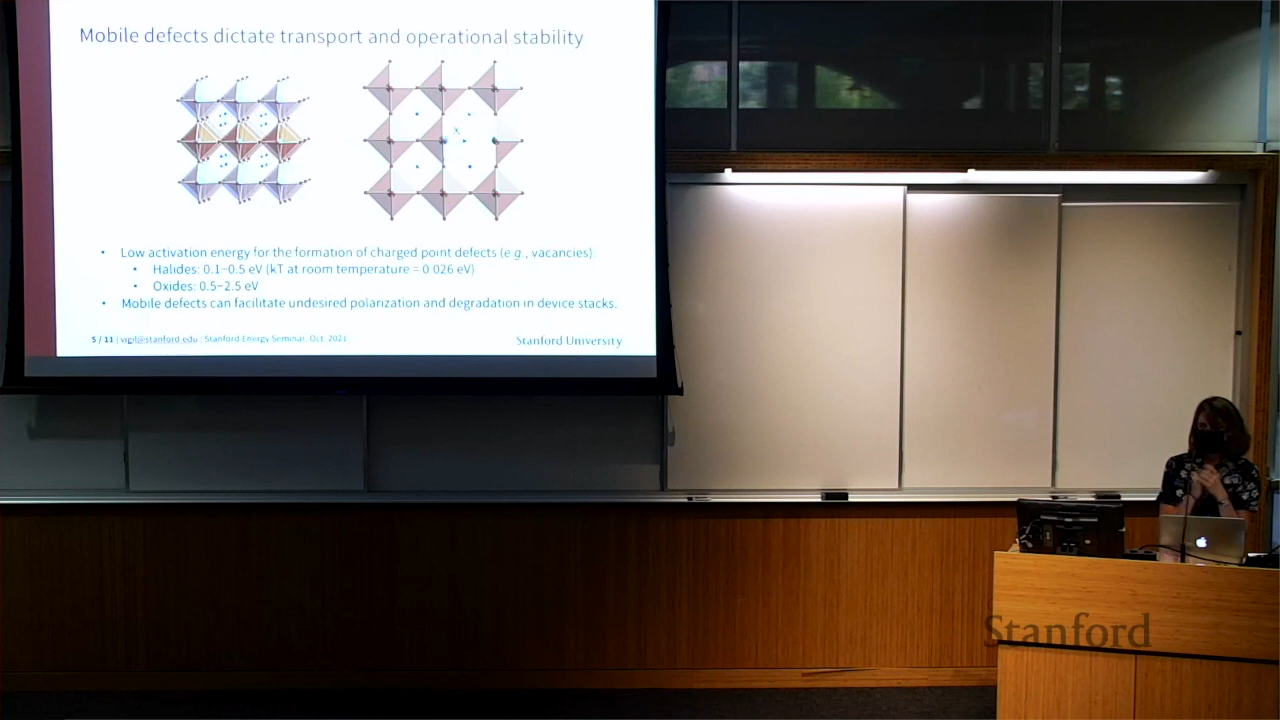 Mobile defects dictate transport and operational stability
• Low activation energy for the formation of charged point defects (e.g., vacancies):
• Halides: 0.1–0.5 eV (kT at room temperature = 0.026 eV)
• Oxides: 0.5–2.5 eV
• Mobile defects can facilitate undesired polarization and degradation in device stacks.
5 / 11 | vigil@stanford.edu | Stanford Energy Seminar, Oct. 2021
Stanford University
Stanford